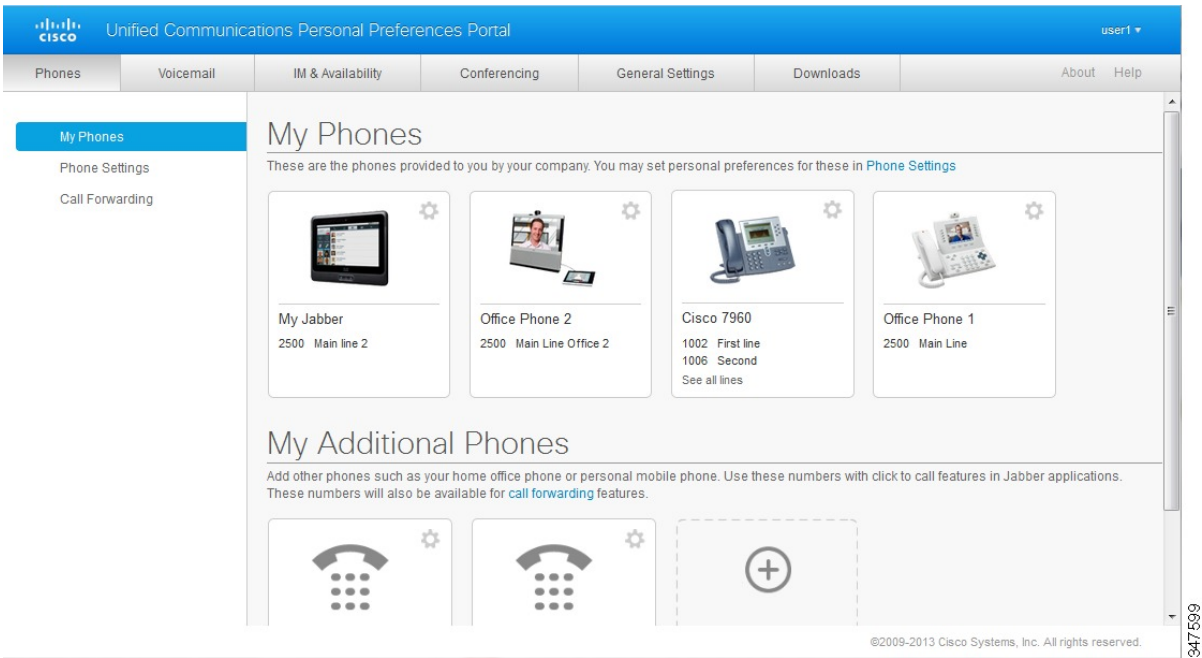 CISCO Unified Communications Personal Preferences Portal user1
Phones Voicemail IM & Availability Conferencing General Settings Downloads About Help
My Phones
Phone Settings
Call Forwarding
My Phones
These are the phones provided to you by your company. You may set personal preferences for these in Phone Settings
My Jabber
2500 Main line 2
Office Phone 2
2500 Main Line Office 2
Cisco 7960
1002 First line
1006 Second
See all lines
Office Phone 1
2500 Main Line
My Additional Phones
Add other phones such as your home office phone or personal mobile phone. Use these numbers with click to call features in Jabber applications.
These numbers will also be available for call forwarding features.
©2009-2013 Cisco Systems, Inc. All rights reserved.
347599